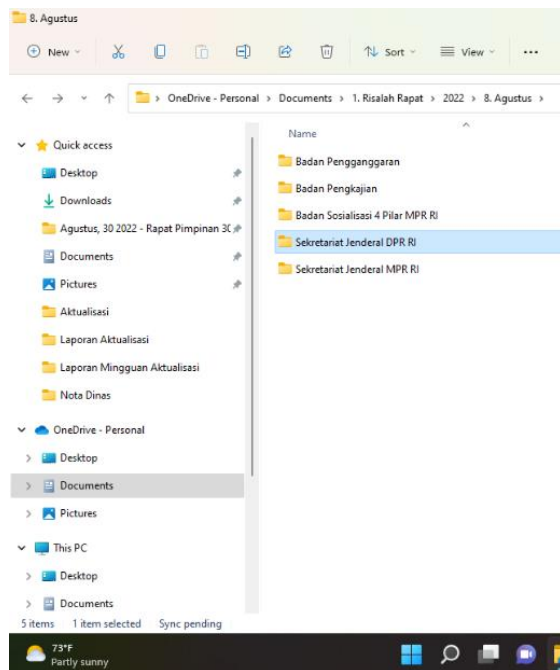 8. Agustus
New
Sort
View
OneDrive - Personal > Documents > 1. Risalah Rapat > 2022 > 8. Agustus >
Quick access
Desktop
Downloads
Agustus, 30 2022 - Rapat Pimpinan 30
Documents
Pictures
Aktualisasi
Laporan Aktualisasi
Laporan Mingguan Aktualisasi
Nota Dinas
OneDrive - Personal
Desktop
Documents
Pictures
This PC
Desktop
Documents
Name
Badan Pengganggaran
Badan Pengkajian
Badan Sosialisasi 4 Pilar MPR RI
Sekretariat Jenderal DPR RI
Sekretariat Jenderal MPR RI
5 items 1 item selected Sync pending
73°F
Partly sunny